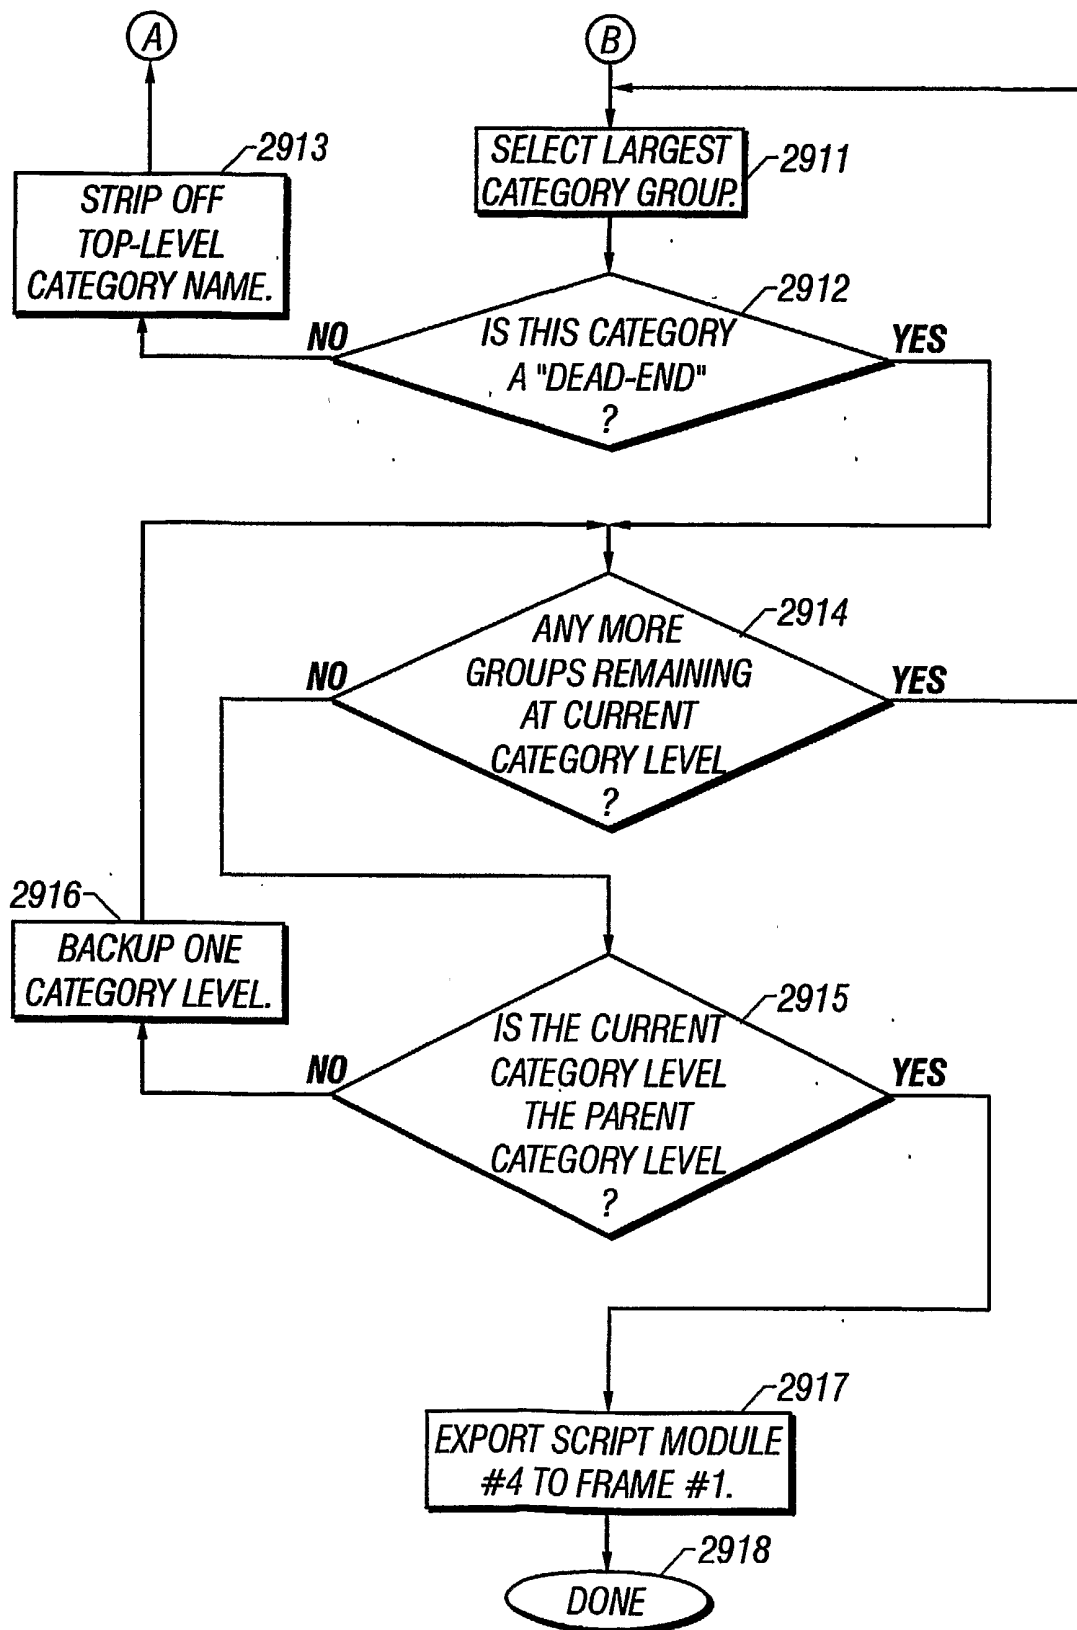 A
B
2913
STRIP OFF
TOP-LEVEL
CATEGORY NAME.
SELECT LARGEST
CATEGORY GROUP.
2911
2912
NO
IS THIS CATEGORY
A "DEAD-END"
?
YES
2914
NO
ANY MORE
GROUPS REMAINING
AT CURRENT
CATEGORY LEVEL
?
YES
2916
BACKUP ONE
CATEGORY LEVEL.
2915
NO
IS THE CURRENT
CATEGORY LEVEL
THE PARENT
CATEGORY LEVEL
?
YES
2917
EXPORT SCRIPT MODULE
#4 TO FRAME #1.
2918
DONE